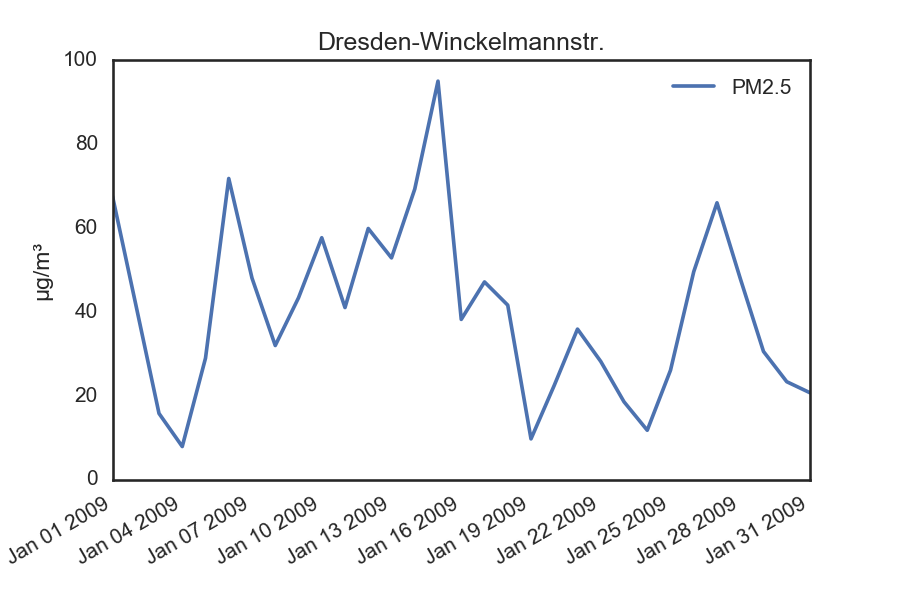 Dresden-Winckelmannstr.
100
80
60
40
20
0
µg/m³
PM2.5
Jan 01 2009
Jan 04 2009
Jan 07 2009
Jan 10 2009
Jan 13 2009
Jan 16 2009
Jan 19 2009
Jan 22 2009
Jan 25 2009
Jan 28 2009
Jan 31 2009